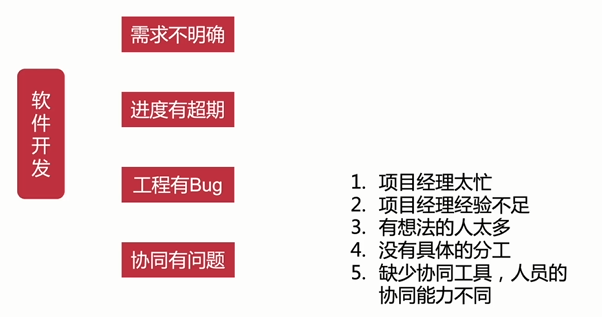 软件开发
需求不明确
进度有超期
工程有Bug
协同有问题
1. 项目经理太忙
2. 项目经理经验不足
3. 有想法的人太多
4. 没有具体的分工
5. 缺少协同工具，人员的
协同能力不同